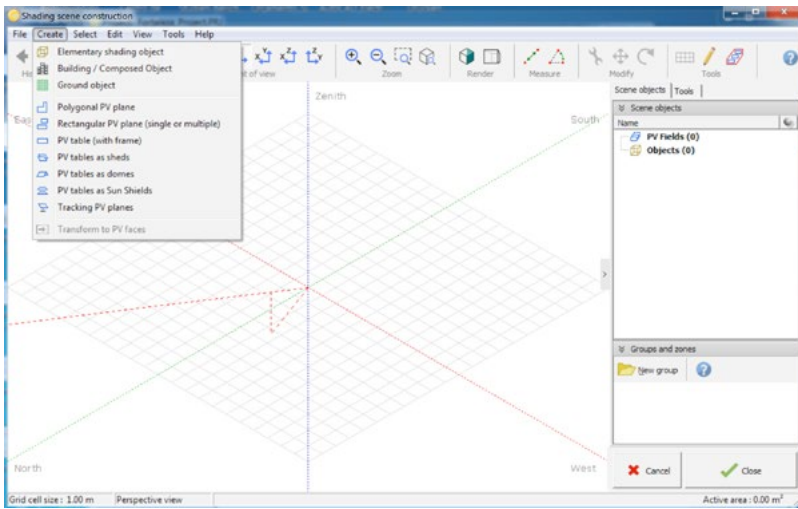 Shading scene construction
File Create Select Edit View Tools Help
Elementary shading object
Building / Composed Object
Ground object
Polygonal PV plane
Rectangular PV plane (single or multiple)
PV table (with frame)
PV tables as sheds
PV tables as domes
PV tables as Sun Shields
Tracking PV planes
Transform to PV faces
t of view
Zoom
Render
Measure
Modify
Tools
Zenith
South
North
West
Scene objects Tools
Scene objects
Name
PV Fields (0)
Objects (0)
Groups and zones
New group
Cancel
Close
Grid cell size : 1.00 m
Perspective view
Active area : 0.00 m²